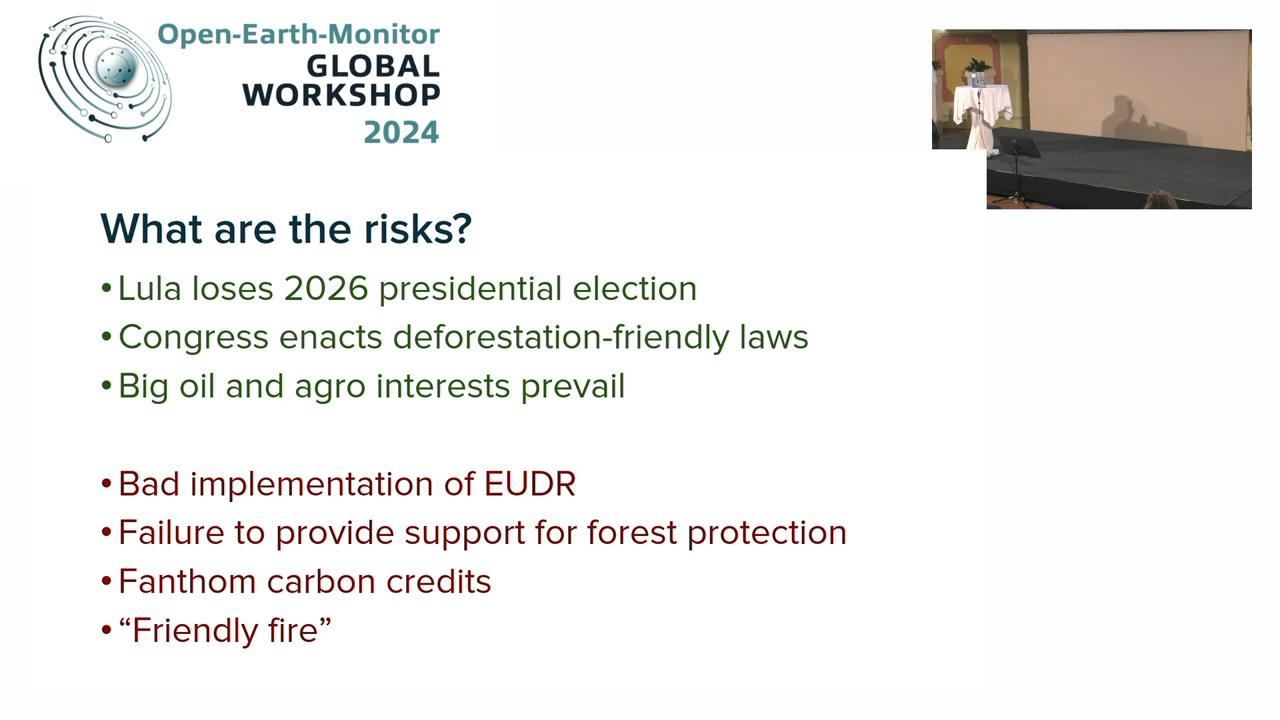 Open-Earth-Monitor
GLOBAL
WORKSHOP
2024
What are the risks?
• Lula loses 2026 presidential election
• Congress enacts deforestation-friendly laws
• Big oil and agro interests prevail
• Bad implementation of EUDR
• Failure to provide support for forest protection
• Fanthom carbon credits
• “Friendly fire”